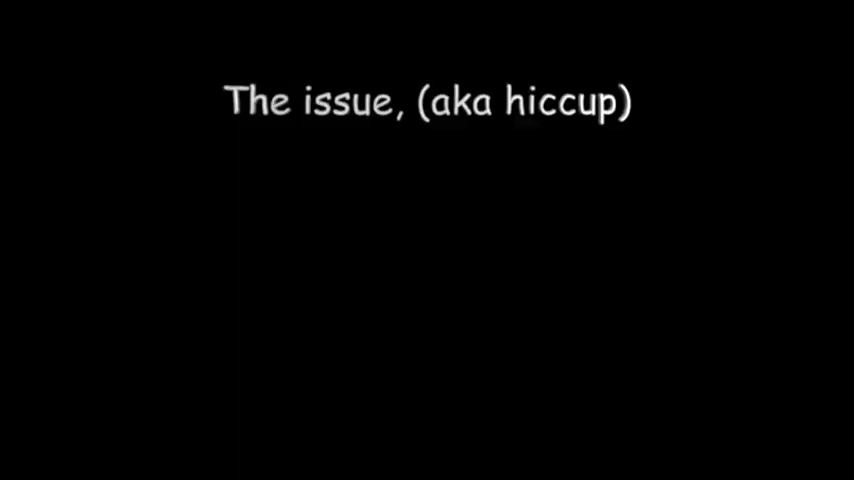 The issue, (aka hiccup)